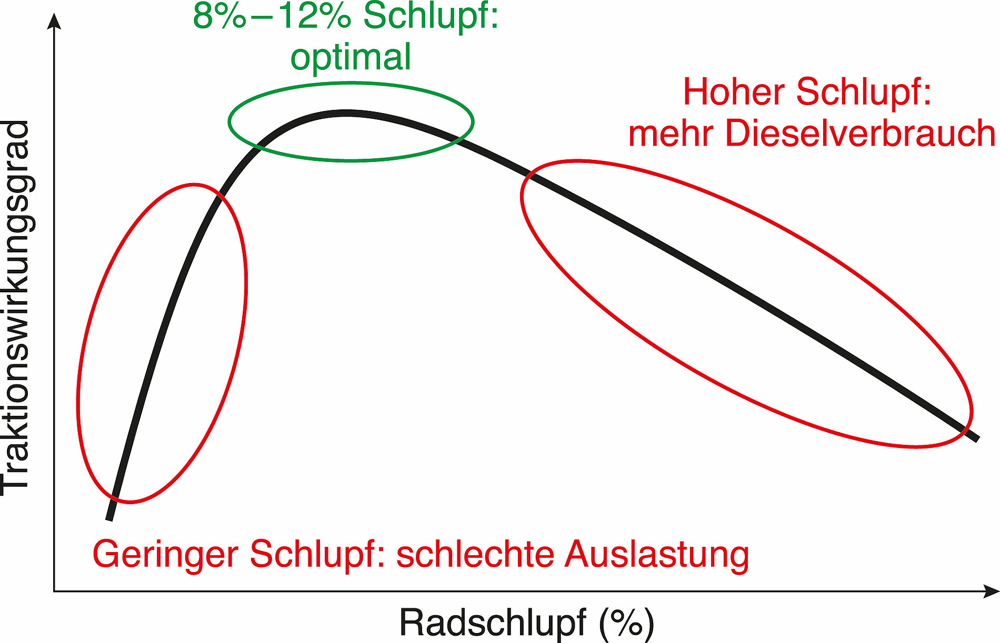 8%–12% Schlupf:
optimal
Hoher Schlupf:
mehr Dieselverbrauch
Traktionswirkungsgrad
Geringer Schlupf: schlechte Auslastung
Radschlupf (%)